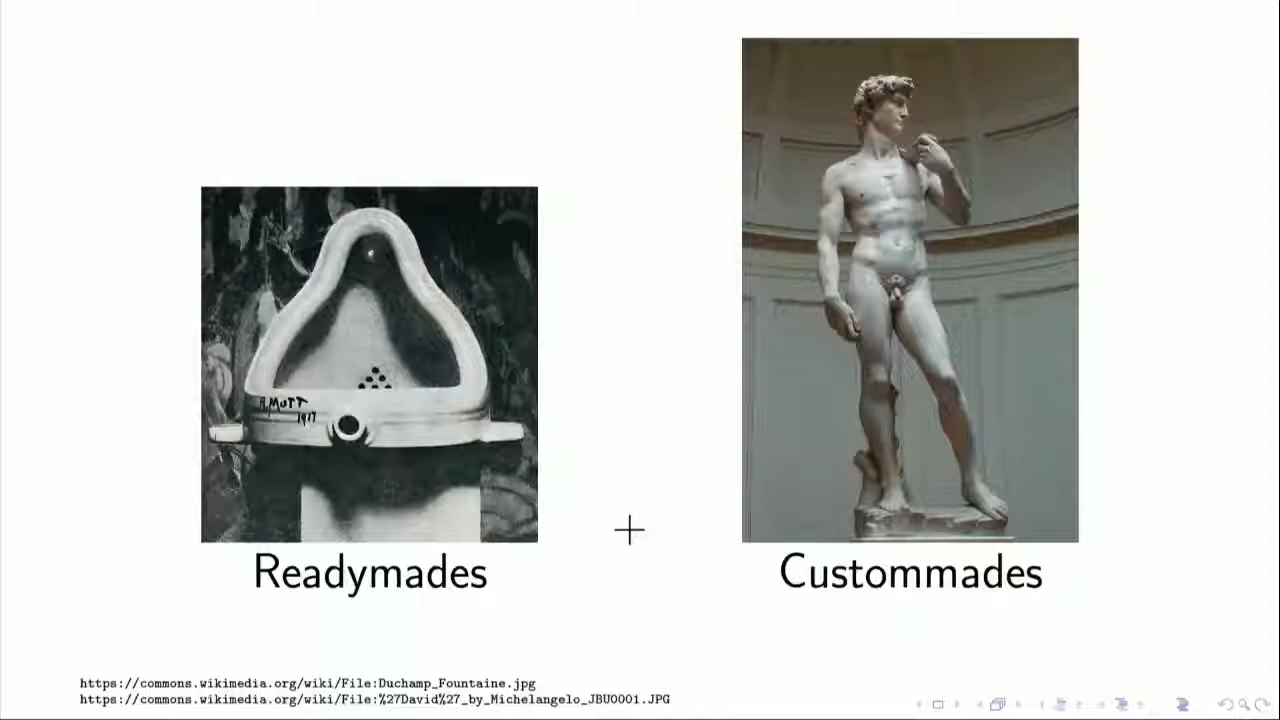 R.MUTT
1917
+
Readymades
Custommades
https://commons.wikimedia.org/wiki/File:Duchamp_Fountaine.jpg
https://commons.wikimedia.org/wiki/File:%27David%27_by_Michelangelo_JBU0001.JPG